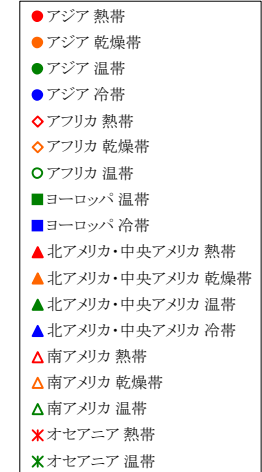 アジア 熱帯
アジア 乾燥帯
アジア 温帯
アジア 冷帯
アフリカ 熱帯
アフリカ 乾燥帯
アフリカ 温帯
ヨーロッパ 温帯
ヨーロッパ 冷帯
北アメリカ・中央アメリカ 熱帯
北アメリカ・中央アメリカ 乾燥帯
北アメリカ・中央アメリカ 温帯
北アメリカ・中央アメリカ 冷帯
南アメリカ 熱帯
南アメリカ 乾燥帯
南アメリカ 温帯
オセアニア 熱帯
オセアニア 温帯